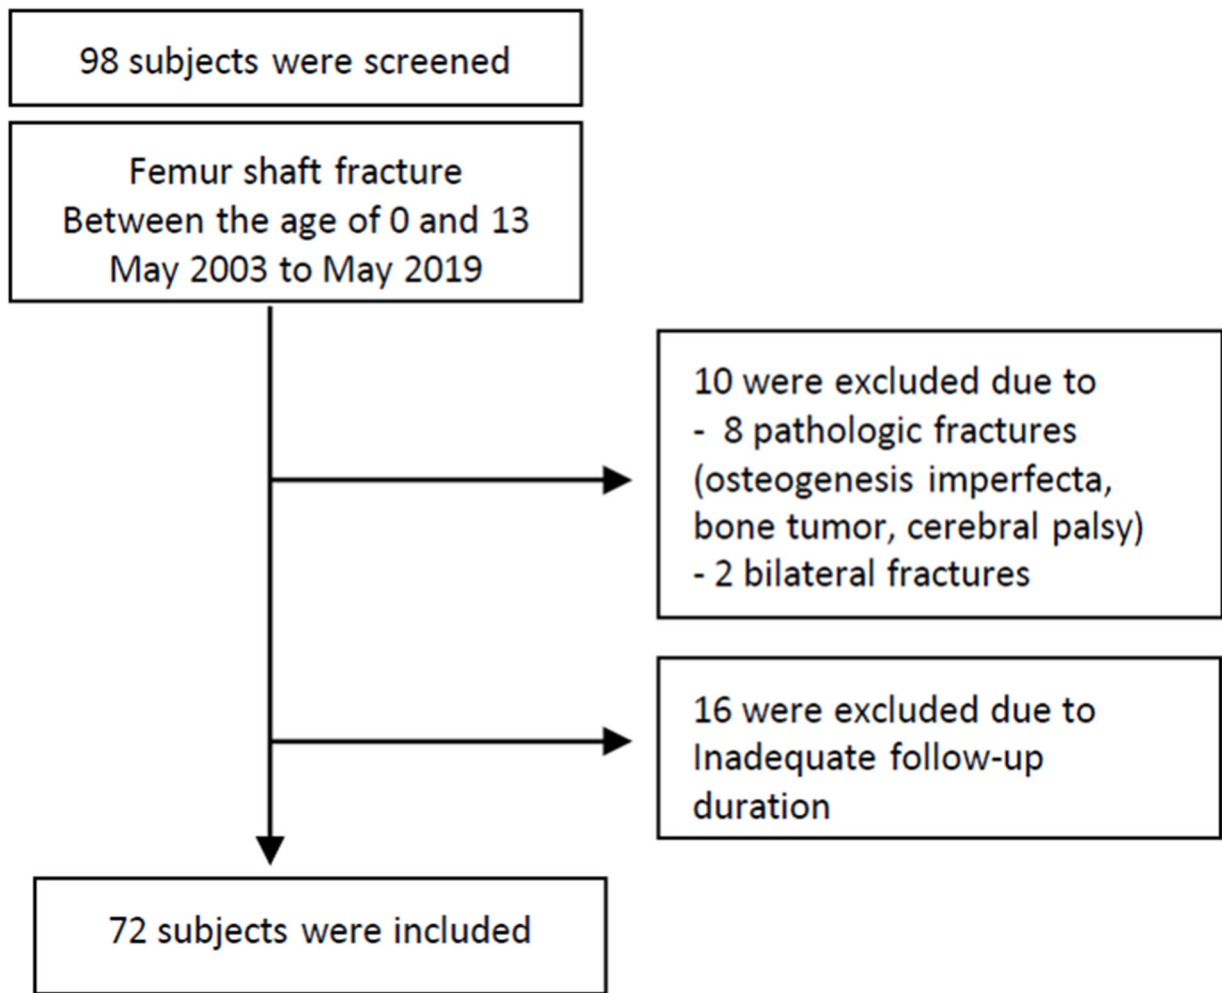 98 subjects were screened
Femur shaft fracture
Between the age of 0 and 13
May 2003 to May 2019
10 were excluded due to
- 8 pathologic fractures
(osteogenesis imperfecta,
bone tumor, cerebral palsy)
- 2 bilateral fractures
16 were excluded due to
Inadequate follow-up
duration
72 subjects were included